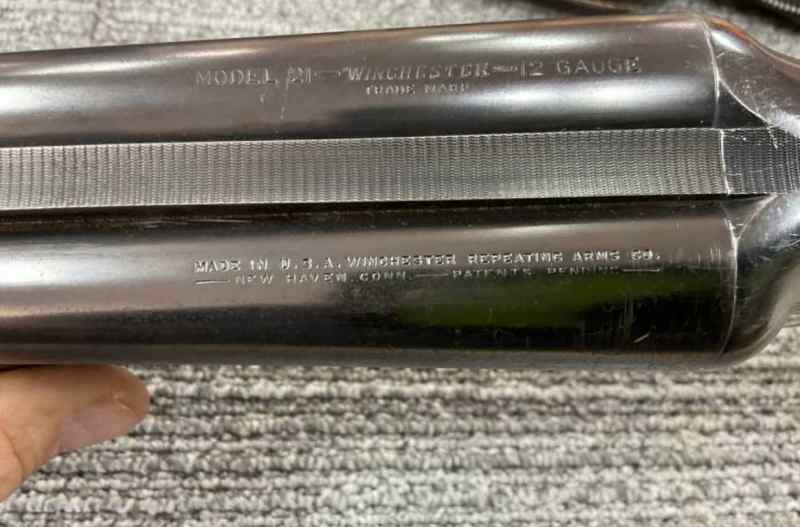 MODEL 21 — WINCHESTER — 12 GAUGE
TRADE MARK
MADE IN U.S.A. WINCHESTER REPEATING ARMS CO.
— NEW HAVEN, CONN. — PATENTS PENDING —